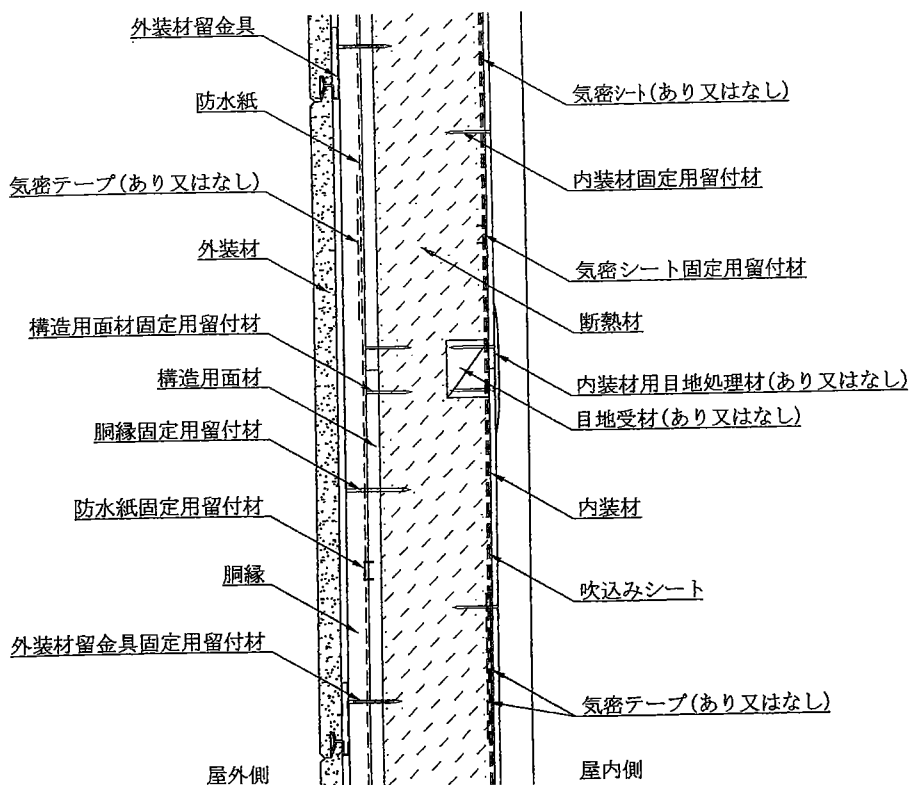 外装材留金具
防水紙
気密テープ(あり又はなし)
外装材
構造用面材固定用留付材
構造用面材
胴縁固定用留付材
防水紙固定用留付材
胴縁
外装材留金具固定用留付材
屋外側
気密シート(あり又はなし)
内装材固定用留付材
気密シート固定用留付材
断熱材
内装材用目地処理材(あり又はなし)
目地受材(あり又はなし)
内装材
吹込みシート
気密テープ(あり又はなし)
屋内側